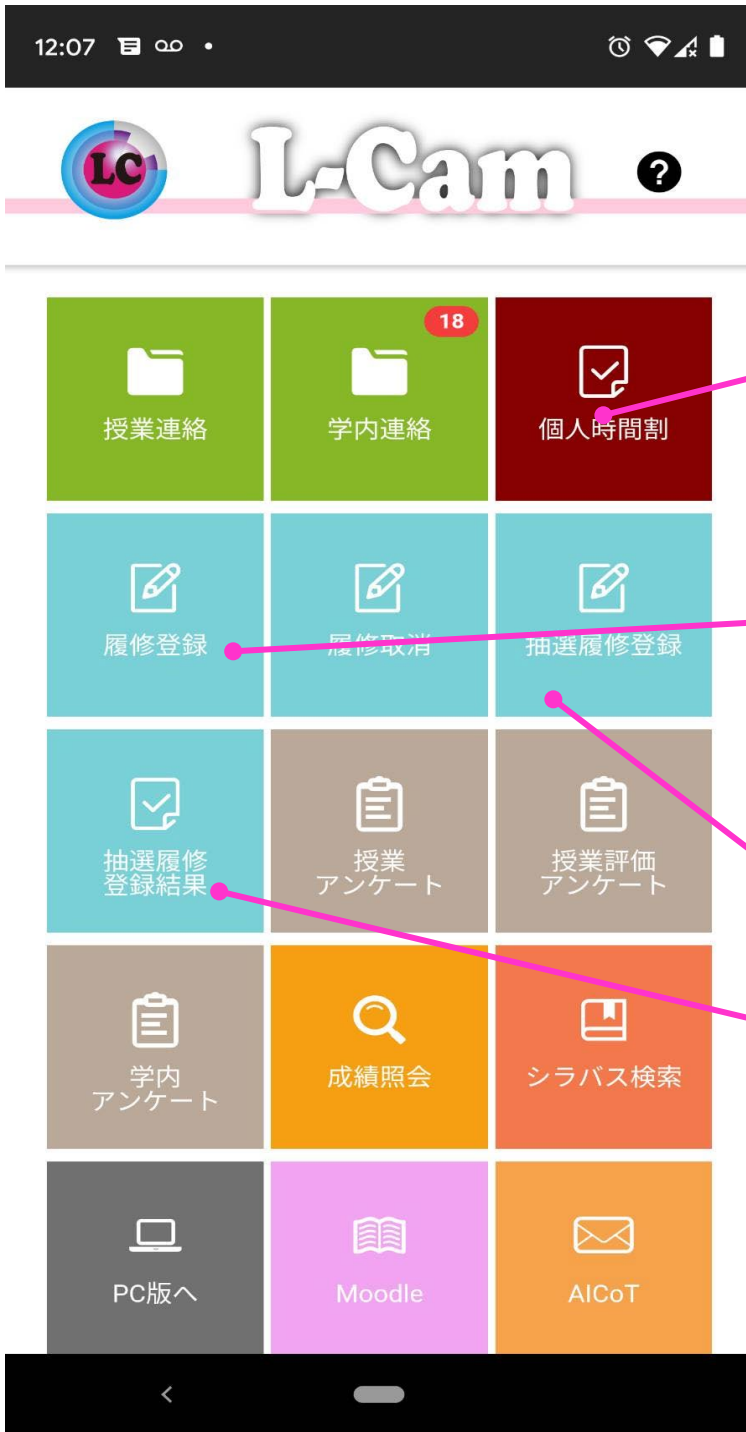 12:07
LC
L-Cam
?
18
授業連絡
学内連絡
個人時間割
履修登録
履修取消
抽選履修登録
抽選履修
登録結果
授業
アンケート
授業評価
アンケート
学内
アンケート
成績照会
シラバス検索
PC版へ
Moodle
AICoT